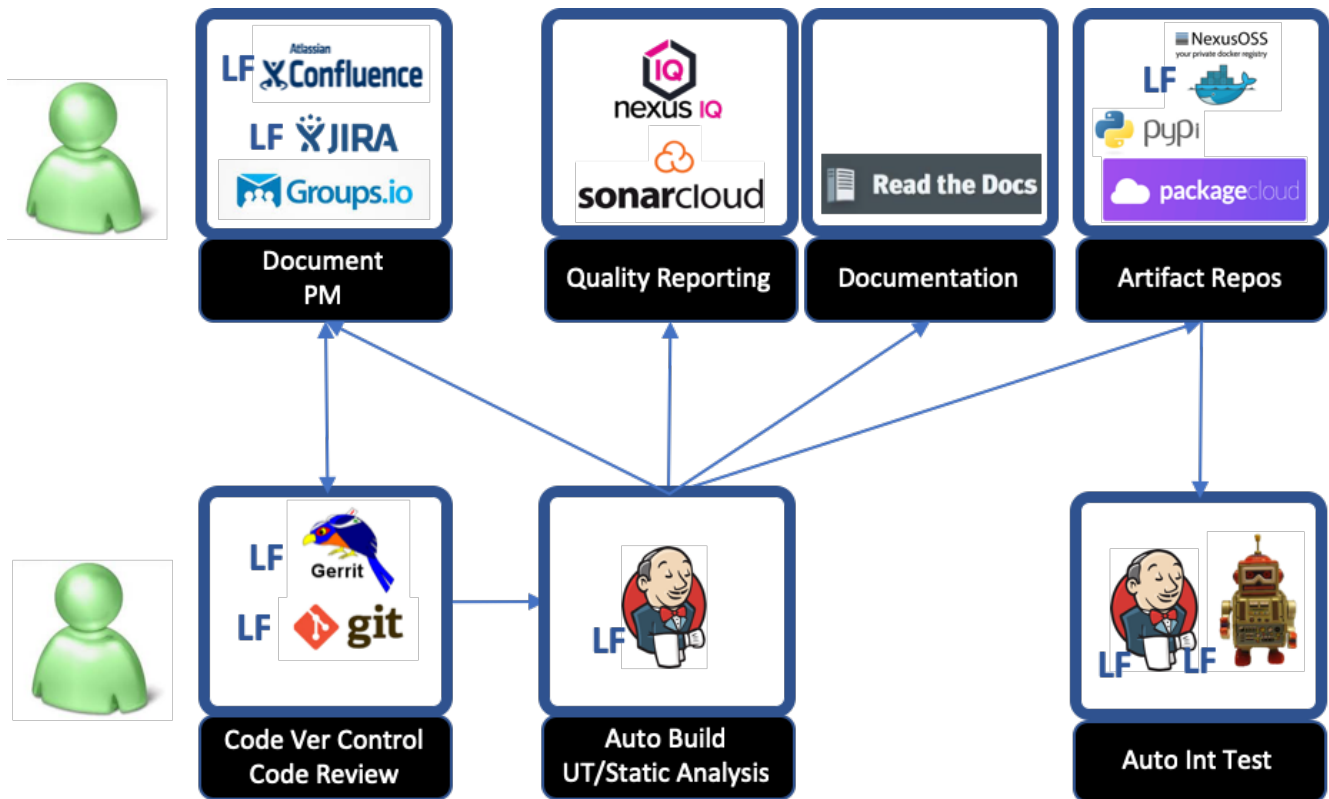 Atlassian
LF Confluence
LF JIRA
Groups.io
Document
PM
IQ
nexus IQ
sonarcloud
Quality Reporting
Read the Docs
Documentation
NexusOSS
your private docker registry
LF
pypi
packagecloud
Artifact Repos
LF
Gerrit
LF git
Code Ver Control
Code Review
LF
Auto Build
UT/Static Analysis
LF LF
Auto Int Test